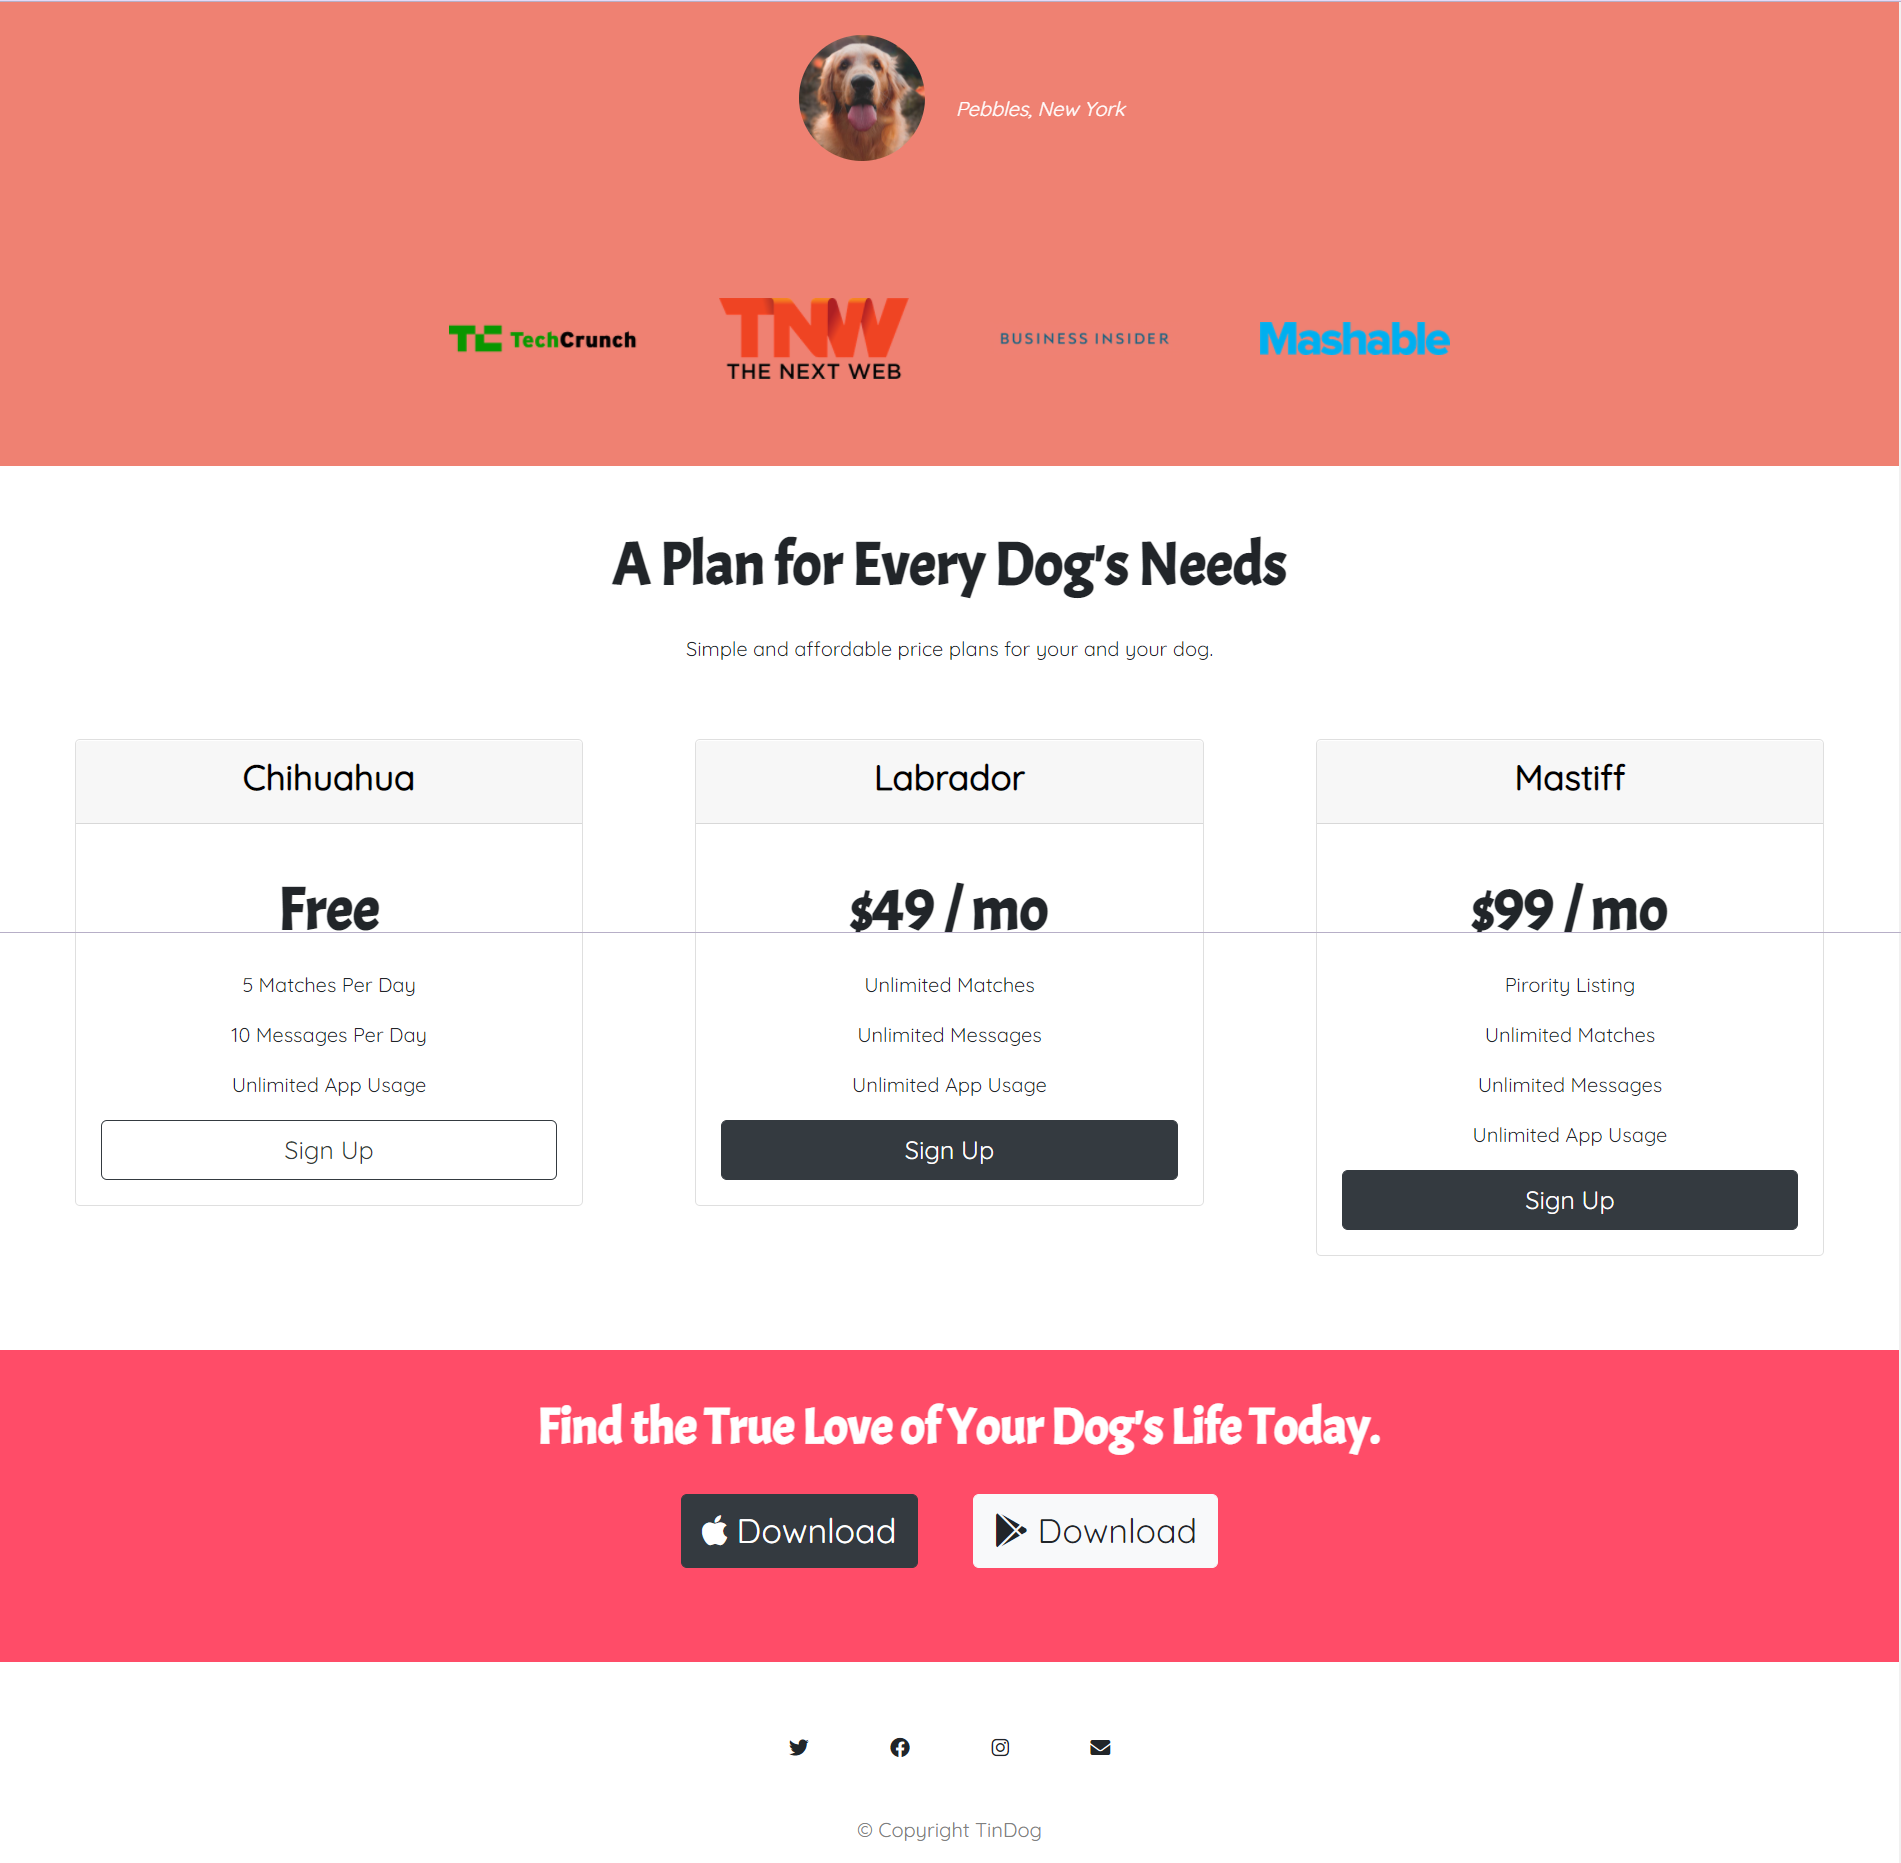 Pebbles, New York
TC TechCrunch
TNW
THE NEXT WEB
BUSINESS INSIDER
Mashable
A Plan for Every Dog's Needs
Simple and affordable price plans for your and your dog.
Chihuahua
Free
5 Matches Per Day
10 Messages Per Day
Unlimited App Usage
Sign Up
Labrador
$49 / mo
Unlimited Matches
Unlimited Messages
Unlimited App Usage
Sign Up
Mastiff
$99 / mo
Pirority Listing
Unlimited Matches
Unlimited Messages
Unlimited App Usage
Sign Up
Find the True Love of Your Dog's Life Today.
Download
Download
© Copyright TinDog